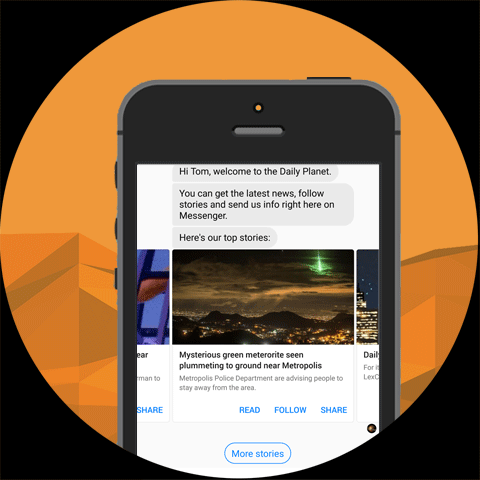 Hi Tom, welcome to the Daily Planet.
You can get the latest news, follow
stories and send us info right here on
Messenger.
Here's our top stories:
ear
rman to
SHARE
Mysterious green meterorite seen
plummeting to ground near Metropolis
Metropolis Police Department are advising people to
stay away from the area.
READ FOLLOW SHARE
Dail
For it
LexC
More stories